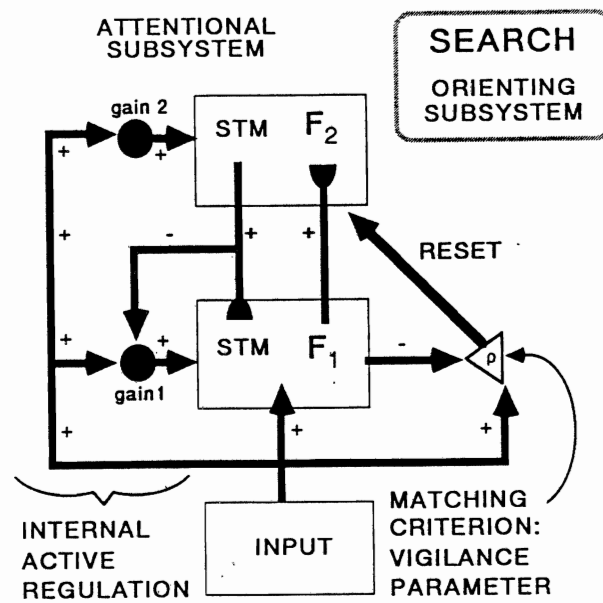 ATTENTIONAL
SUBSYSTEM
SEARCH
ORIENTING
SUBSYSTEM
gain 2
STM F2
+
+
+
-
+
+
RESET
+
+
gain1
STM F1
-
ρ
+
+
+
INPUT
INTERNAL
ACTIVE
REGULATION
MATCHING
CRITERION:
VIGILANCE
PARAMETER